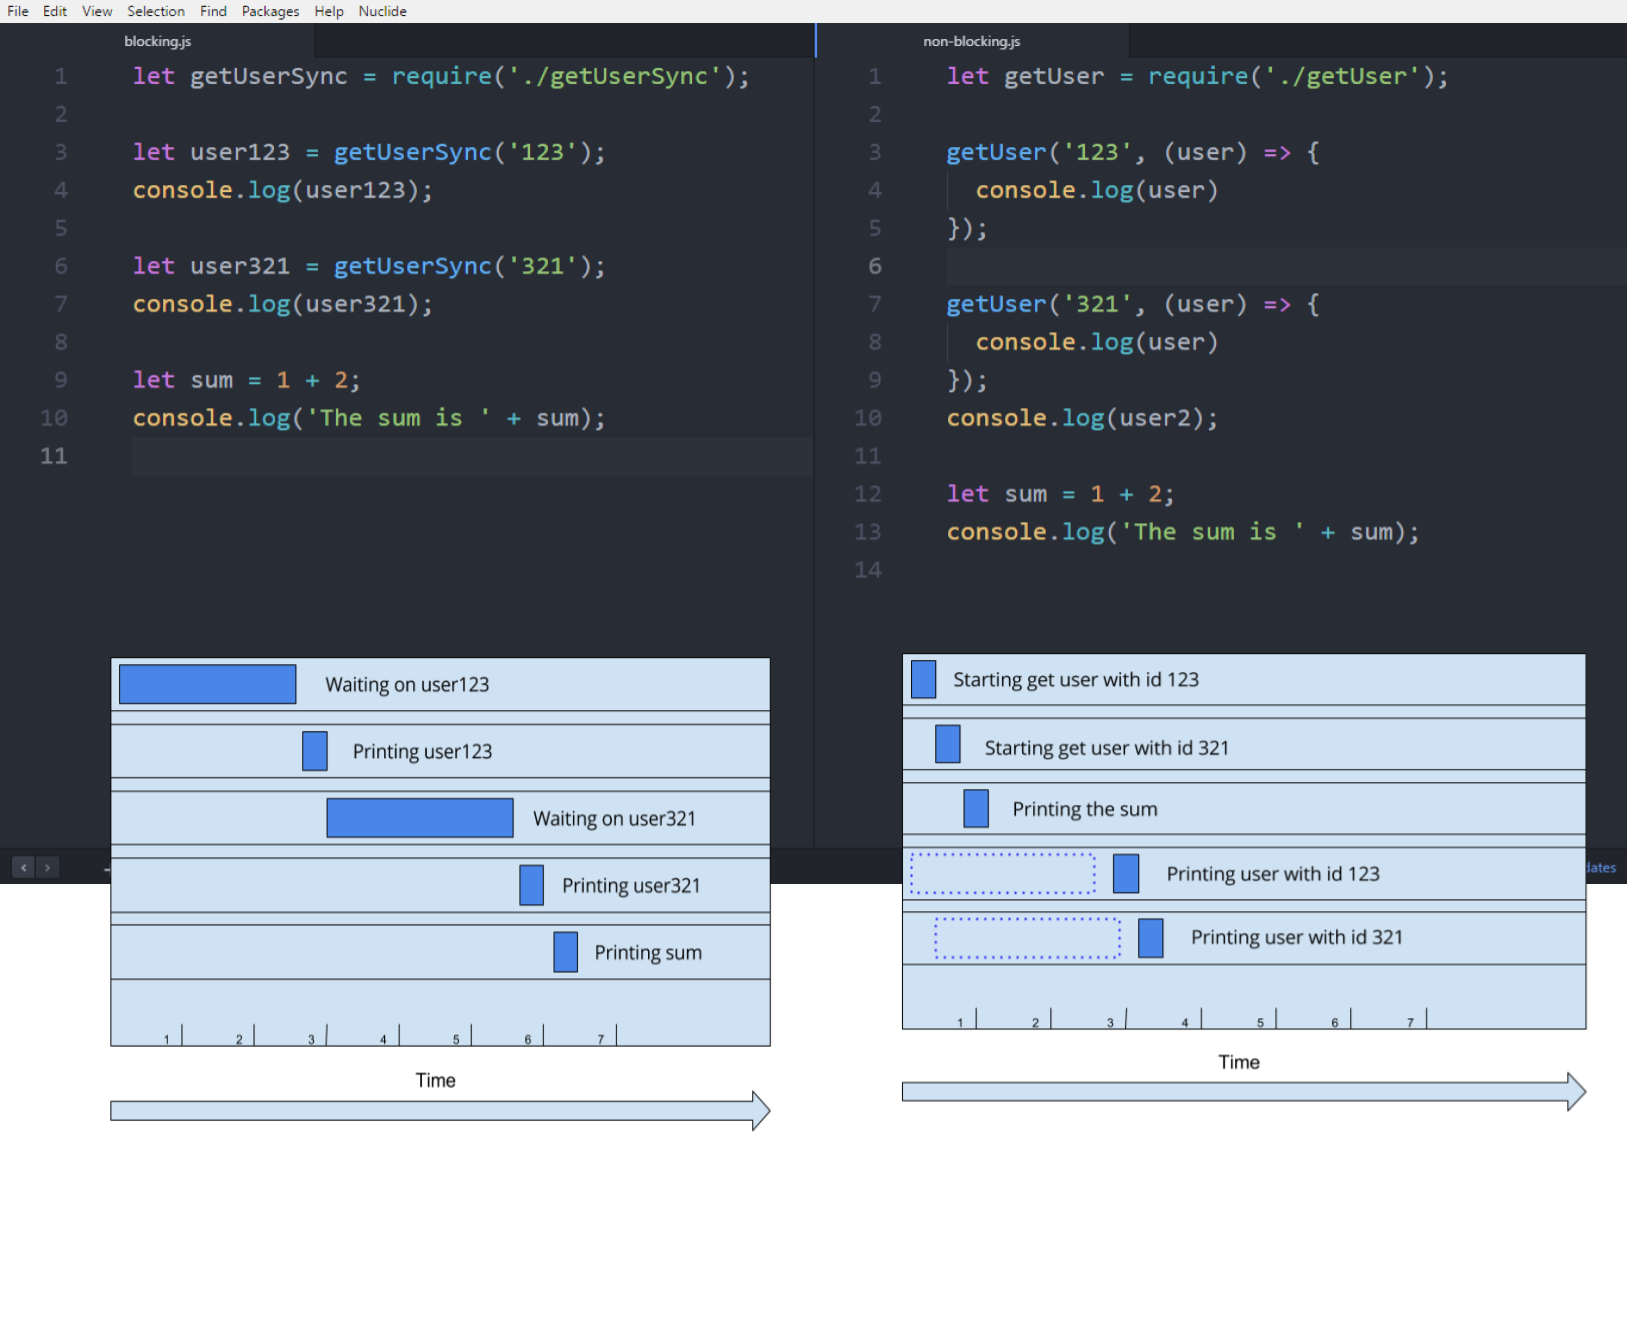 File Edit View Selection Find Packages Help Nuclide
blocking.js
1 let getUserSync = require('./getUserSync');
2
3 let user123 = getUserSync('123');
4 console.log(user123);
5
6 let user321 = getUserSync('321');
7 console.log(user321);
8
9 let sum = 1 + 2;
10 console.log('The sum is ' + sum);
11
non-blocking.js
1 let getUser = require('./getUser');
2
3 getUser('123', (user) => {
4 console.log(user)
5 });
6
7 getUser('321', (user) => {
8 console.log(user)
9 });
10 console.log(user2);
11
12 let sum = 1 + 2;
13 console.log('The sum is ' + sum);
14
Waiting on user123
Printing user123
Waiting on user321
Printing user321
Printing sum
1 2 3 4 5 6 7
Time
Starting get user with id 123
Starting get user with id 321
Printing the sum
Printing user with id 123
Printing user with id 321
1 2 3 4 5 6 7
Time